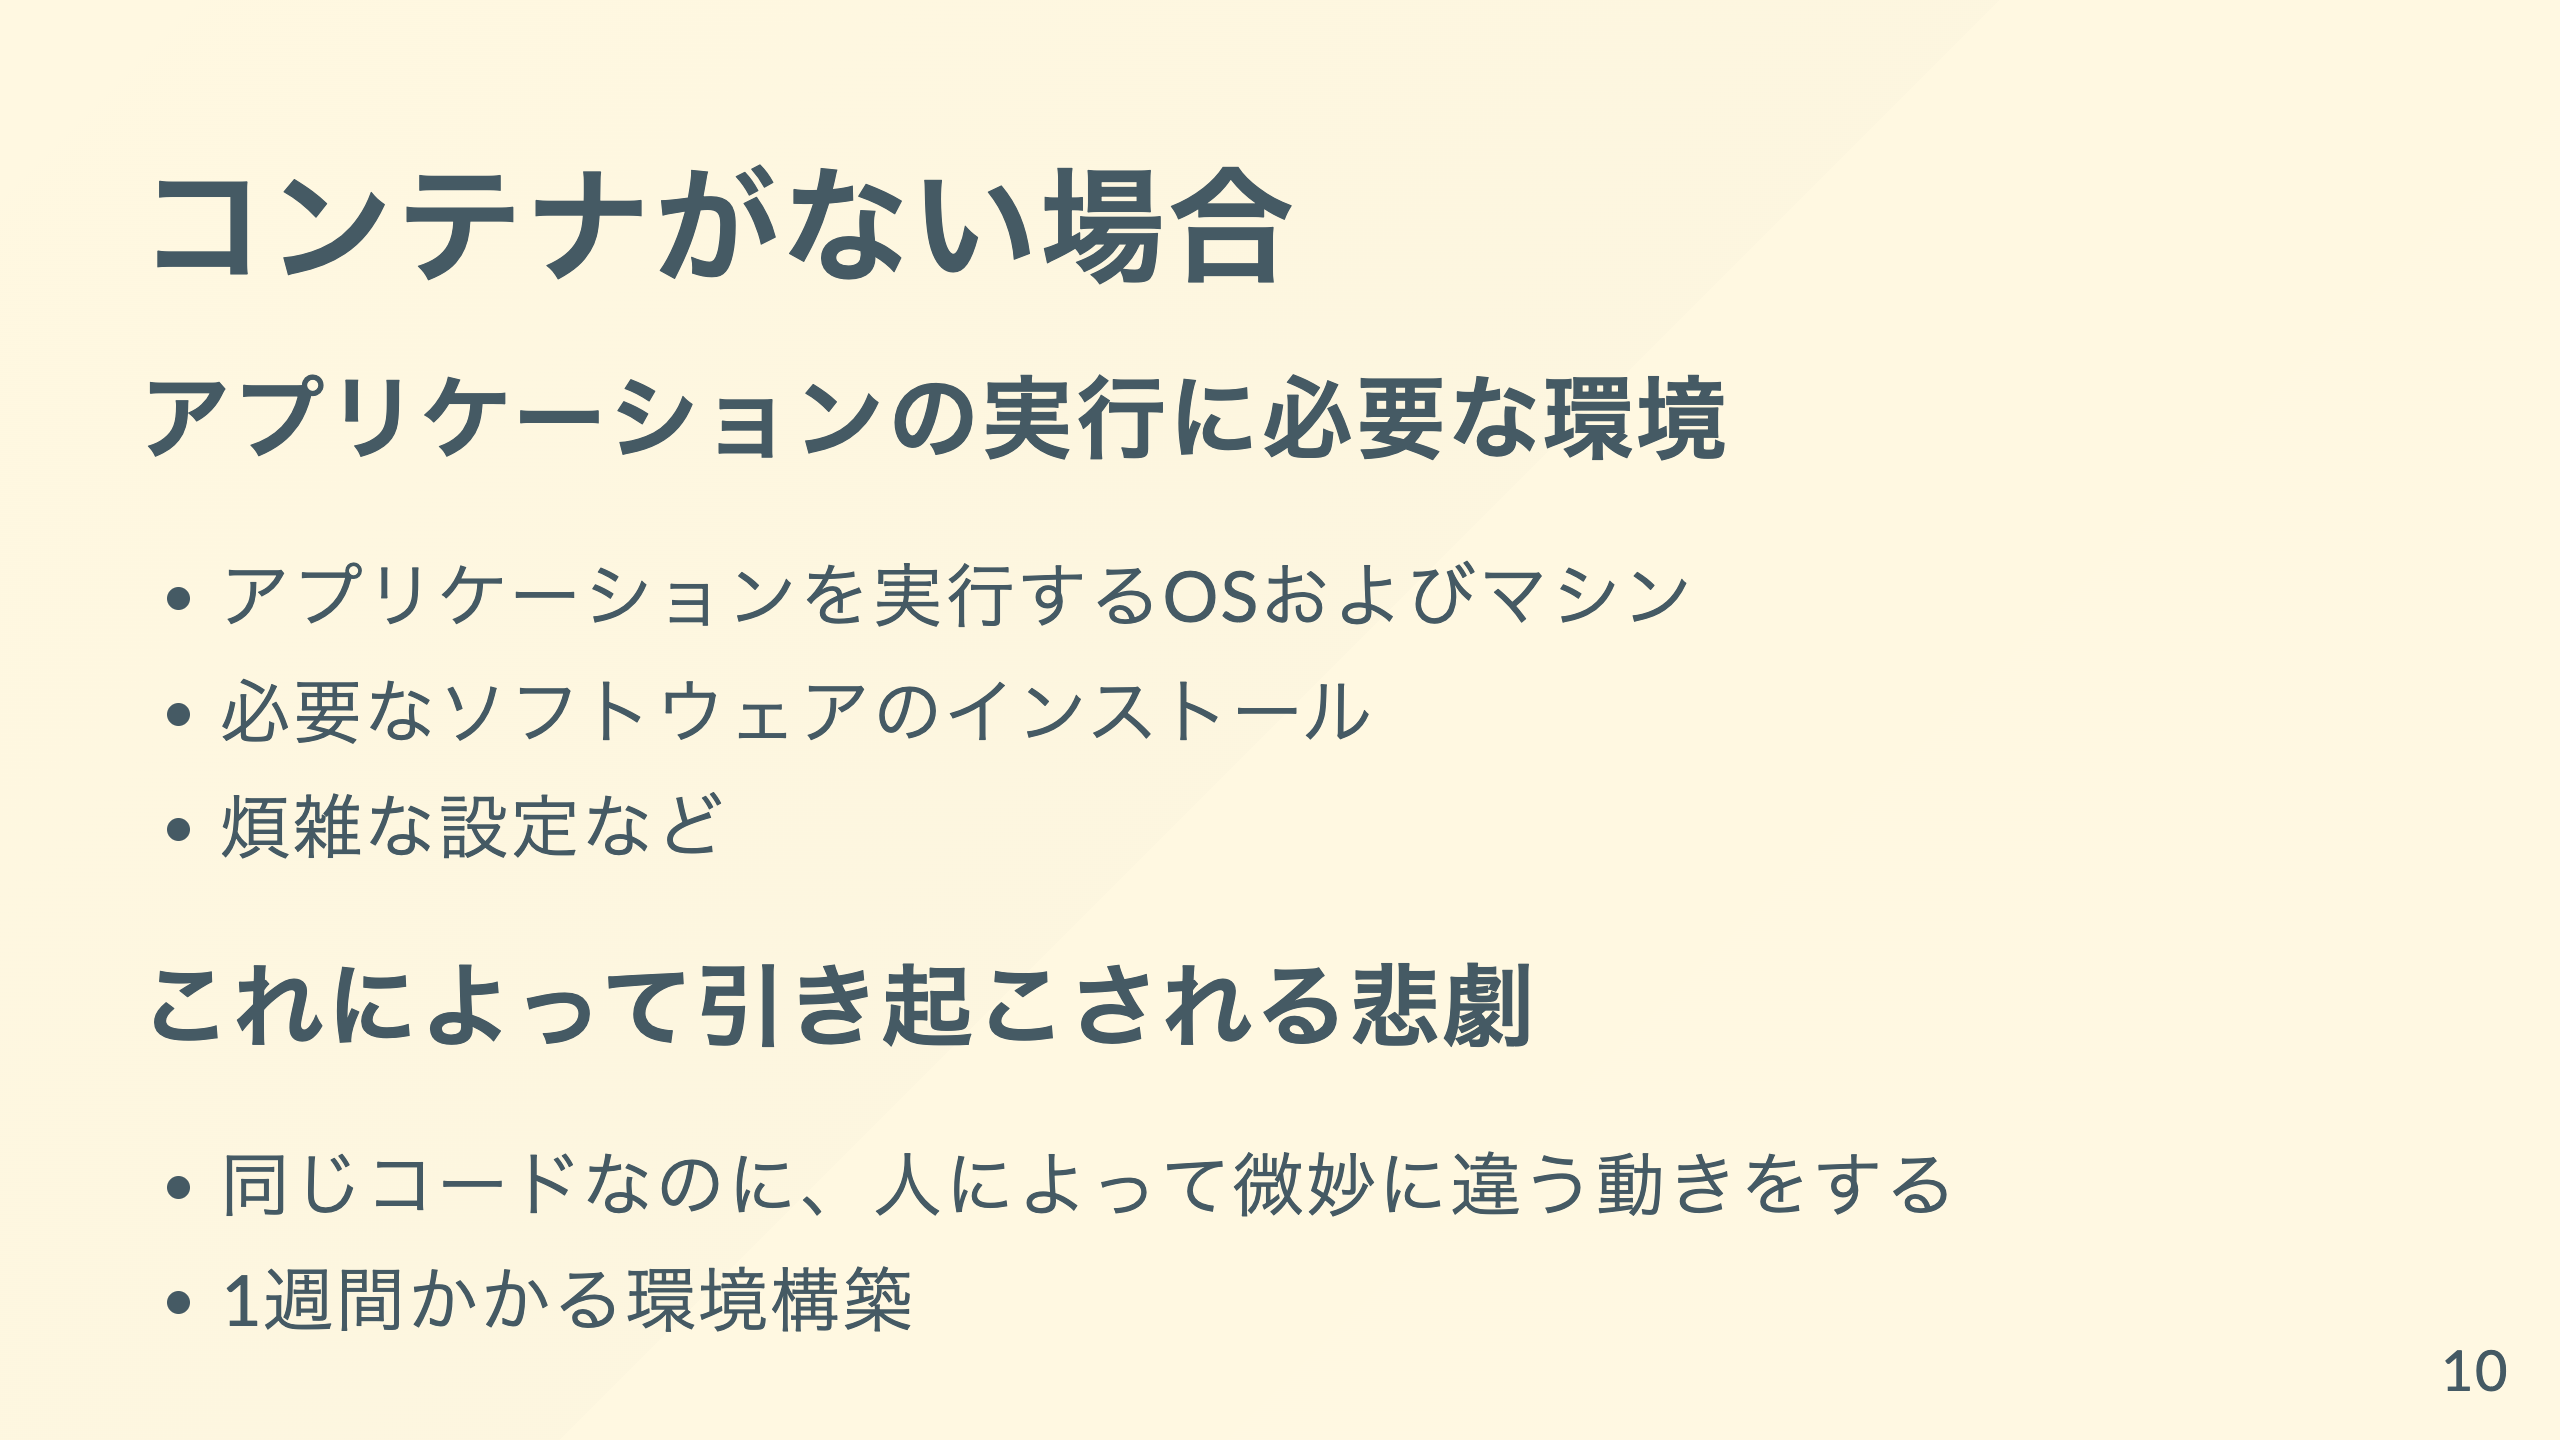 コンテナがない場合
アプリケーションの実行に必要な環境
アプリケーションを実行するOSおよびマシン
必要なソフトウェアのインストール
煩雑な設定など
これによって引き起こされる悲劇
同じコードなのに、人によって微妙に違う動きをする
1週間かかる環境構築
10